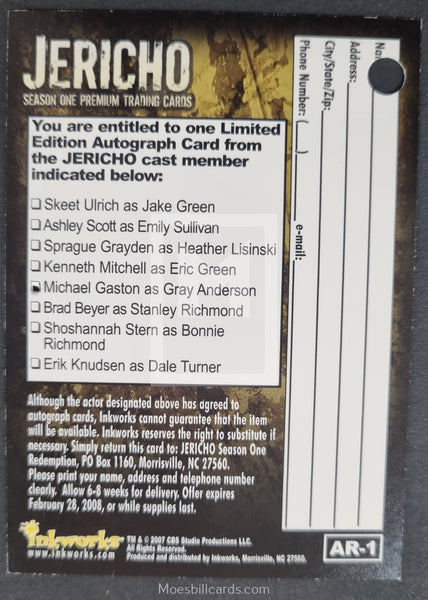 JERICHO
SEASON ONE PREMIUM TRADING CARDS
You are entitled to one Limited
Edition Autograph Card from
the JERICHO cast member
indicated below:
Skeet Ulrich as Jake Green
Ashley Scott as Emily Sullivan
Sprague Grayden as Heather Lisinski
Kenneth Mitchell as Eric Green
Michael Gaston as Gray Anderson
Brad Beyer as Stanley Richmond
Shoshannah Stern as Bonnie
Richmond
Erik Knudsen as Dale Turner
Although the actor designated above has agreed to
autograph cards, Inkworks cannot guarantee that the item
will be available. Inkworks reserves the right to substitute if
necessary. Simply return this card to: JERICHO Season One
Redemption, PO Box 1160, Morrisville, NC 27560.
Please print your name, address and telephone number
clearly. Allow 6-8 weeks for delivery. Offer expires
February 28, 2008, or while supplies last.
inkworks
www.inkworks.com
TM & © 2007 CBS Studio Productions LLC.
All Rights Reserved.
Produced and distributed by Inkworks, Morrisville, NC 27560.
AR-1
Address:
City/State/Zip:
Phone Number: (____)____________ e-mail:
Moesbillcards.com